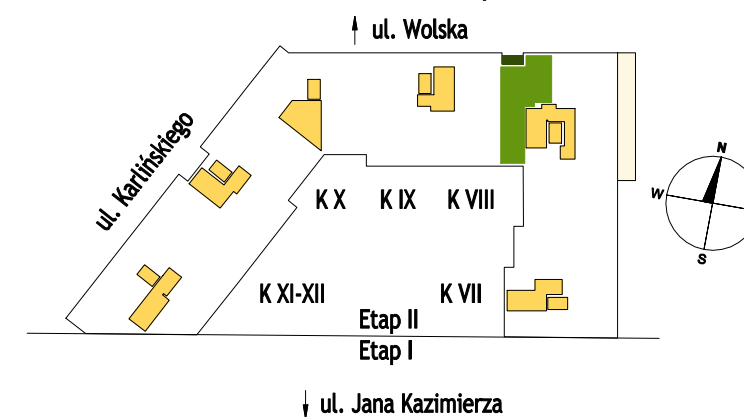 ul. Wolska
ul. Karlińskiego
N
W
S
K X K IX K VIII
K XI-XII K VII
Etap II
Etap I
ul. Jana Kazimierza